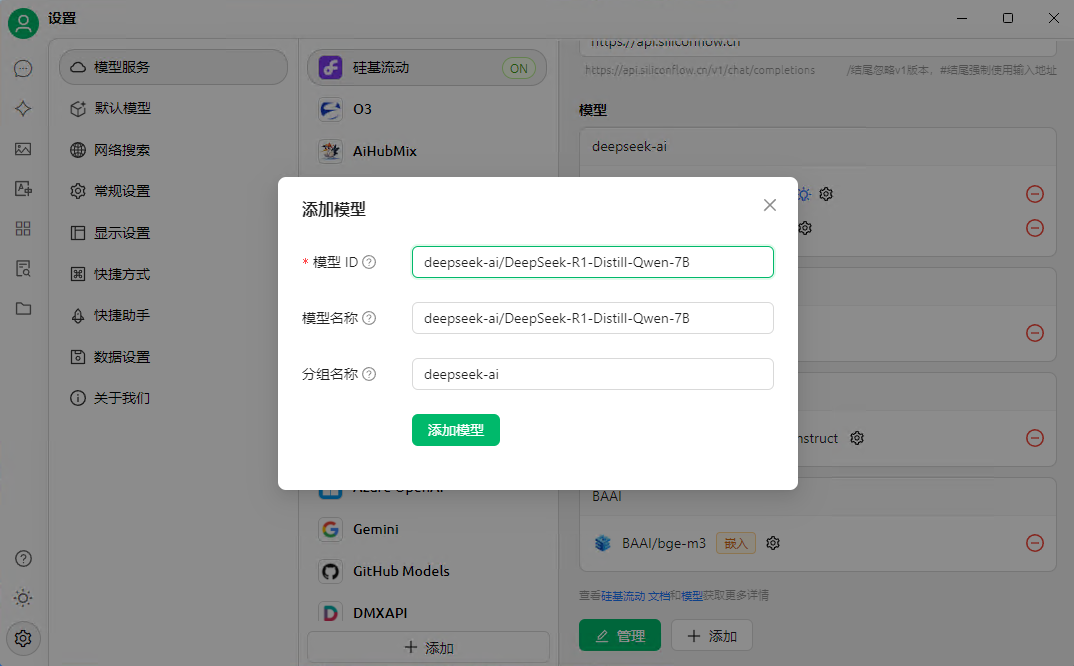 设置
模型服务
默认模型
网络搜索
常规设置
显示设置
快捷方式
快捷助手
数据设置
关于我们
硅基流动 ON
O3
AiHubMix
Gemini
GitHub Models
DMXAPI
添加
https://api.siliconflow.cn
https://api.siliconflow.cn/v1/chat/completions /结尾忽略v1版本，#结尾强制使用输入地址
模型
deepseek-ai
添加模型
* 模型 ID
deepseek-ai/DeepSeek-R1-Distill-Qwen-7B
模型名称
deepseek-ai/DeepSeek-R1-Distill-Qwen-7B
分组名称
deepseek-ai
添加模型
nstruct
BAAI
BAAI/bge-m3 嵌入
查看硅基流动 文档和模型获取更多详情
管理 添加